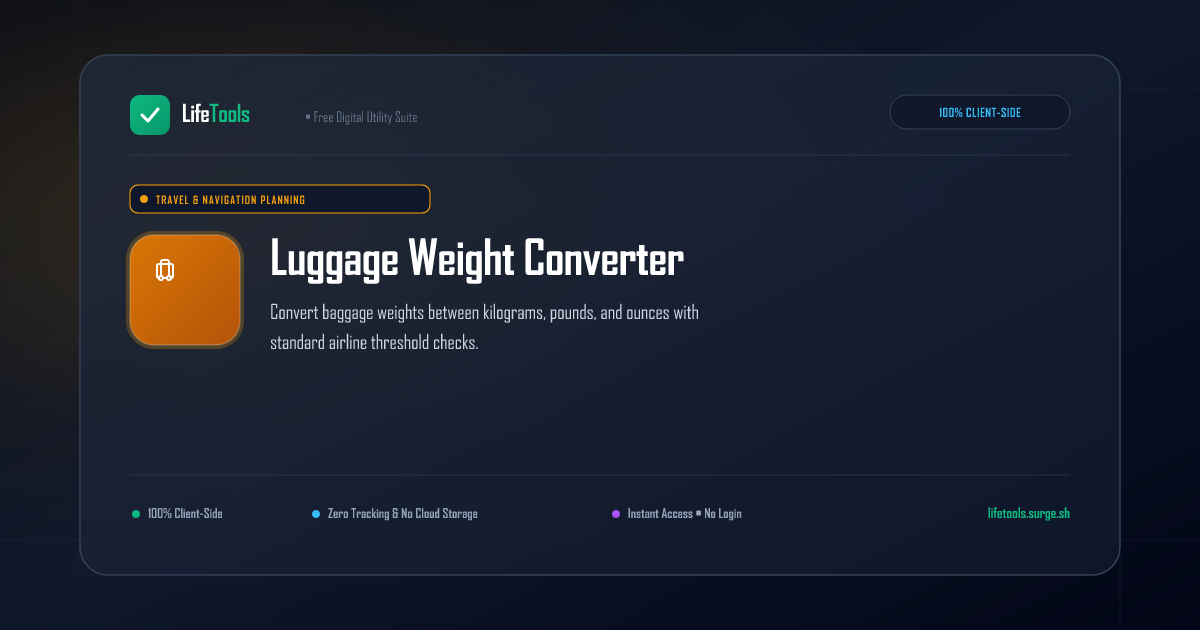 LifeTools
▪ Free Digital Utility Suite
100% CLIENT-SIDE
TRAVEL & NAVIGATION PLANNING
Luggage Weight Converter
Convert baggage weights between kilograms, pounds, and ounces with
standard airline threshold checks.
100% Client-Side
Zero Tracking & No Cloud Storage
Instant Access ▪ No Login
lifetools.surge.sh